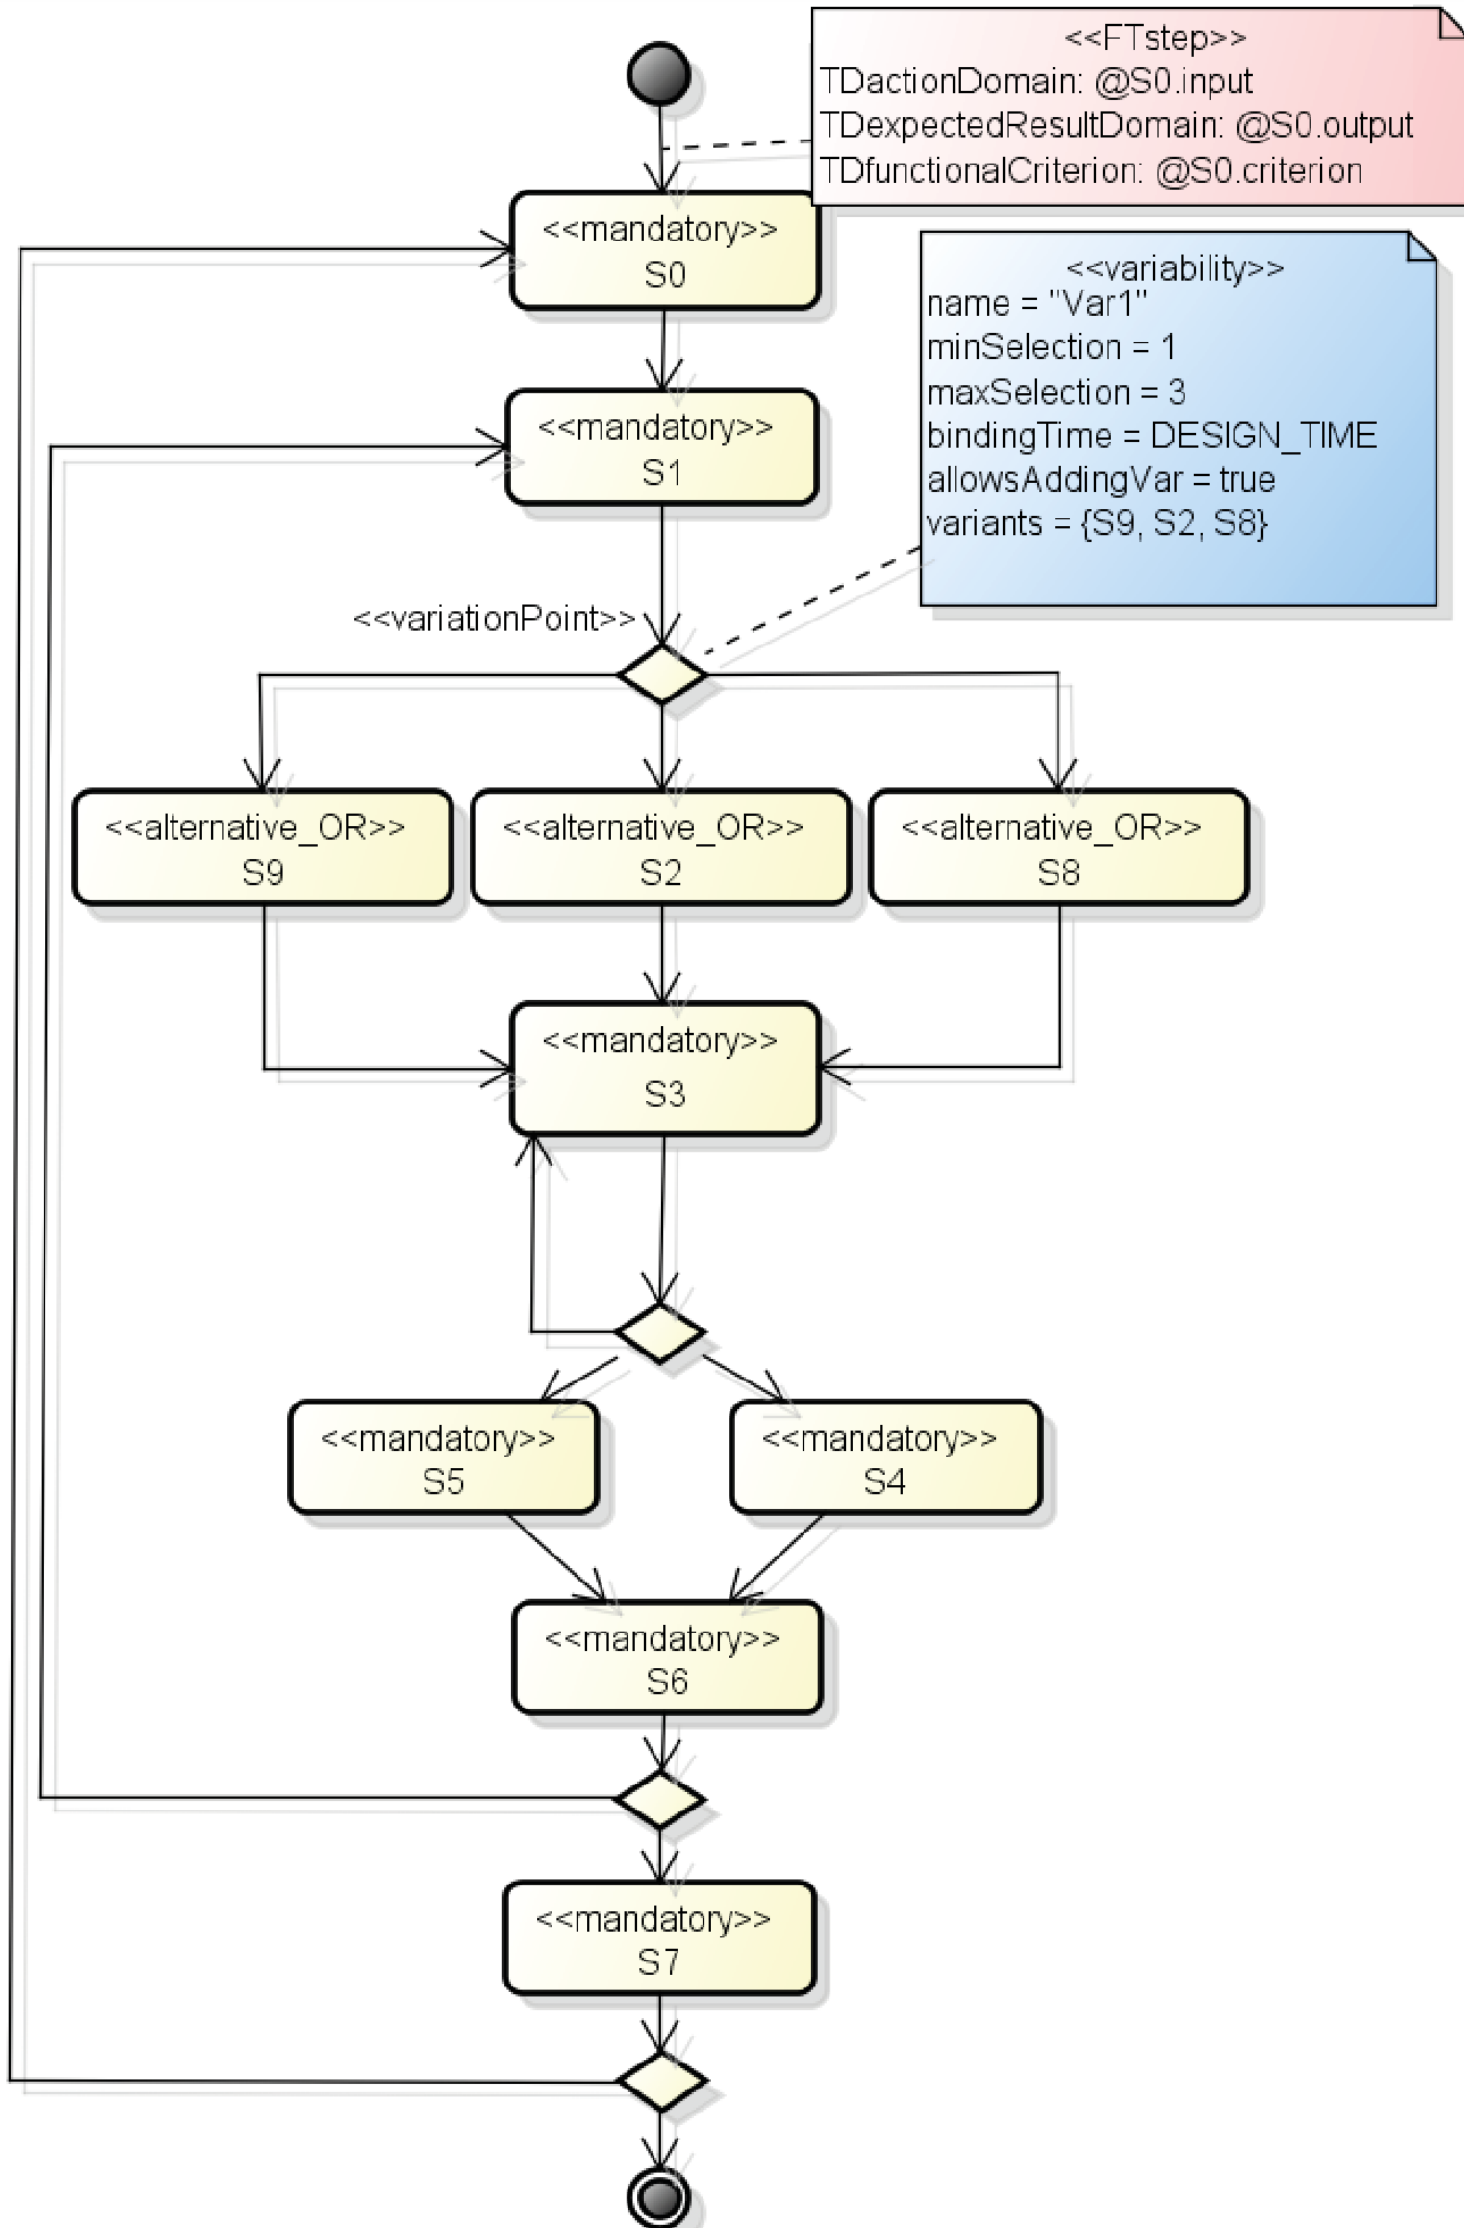 <<FTstep>>
TDactionDomain: @S0.input
TDexpectedResultDomain: @S0.output
TDfunctionalCriterion: @S0.criterion
<<mandatory>>
S0
<<variability>>
name = "Var1"
minSelection = 1
maxSelection = 3
bindingTime = DESIGN_TIME
allowsAddingVar = true
variants = {S9, S2, S8}
<<mandatory>>
S1
<<variationPoint>>
<<alternative_OR>>
S9
<<alternative_OR>>
S2
<<alternative_OR>>
S8
<<mandatory>>
S3
<<mandatory>>
S5
<<mandatory>>
S4
<<mandatory>>
S6
<<mandatory>>
S7